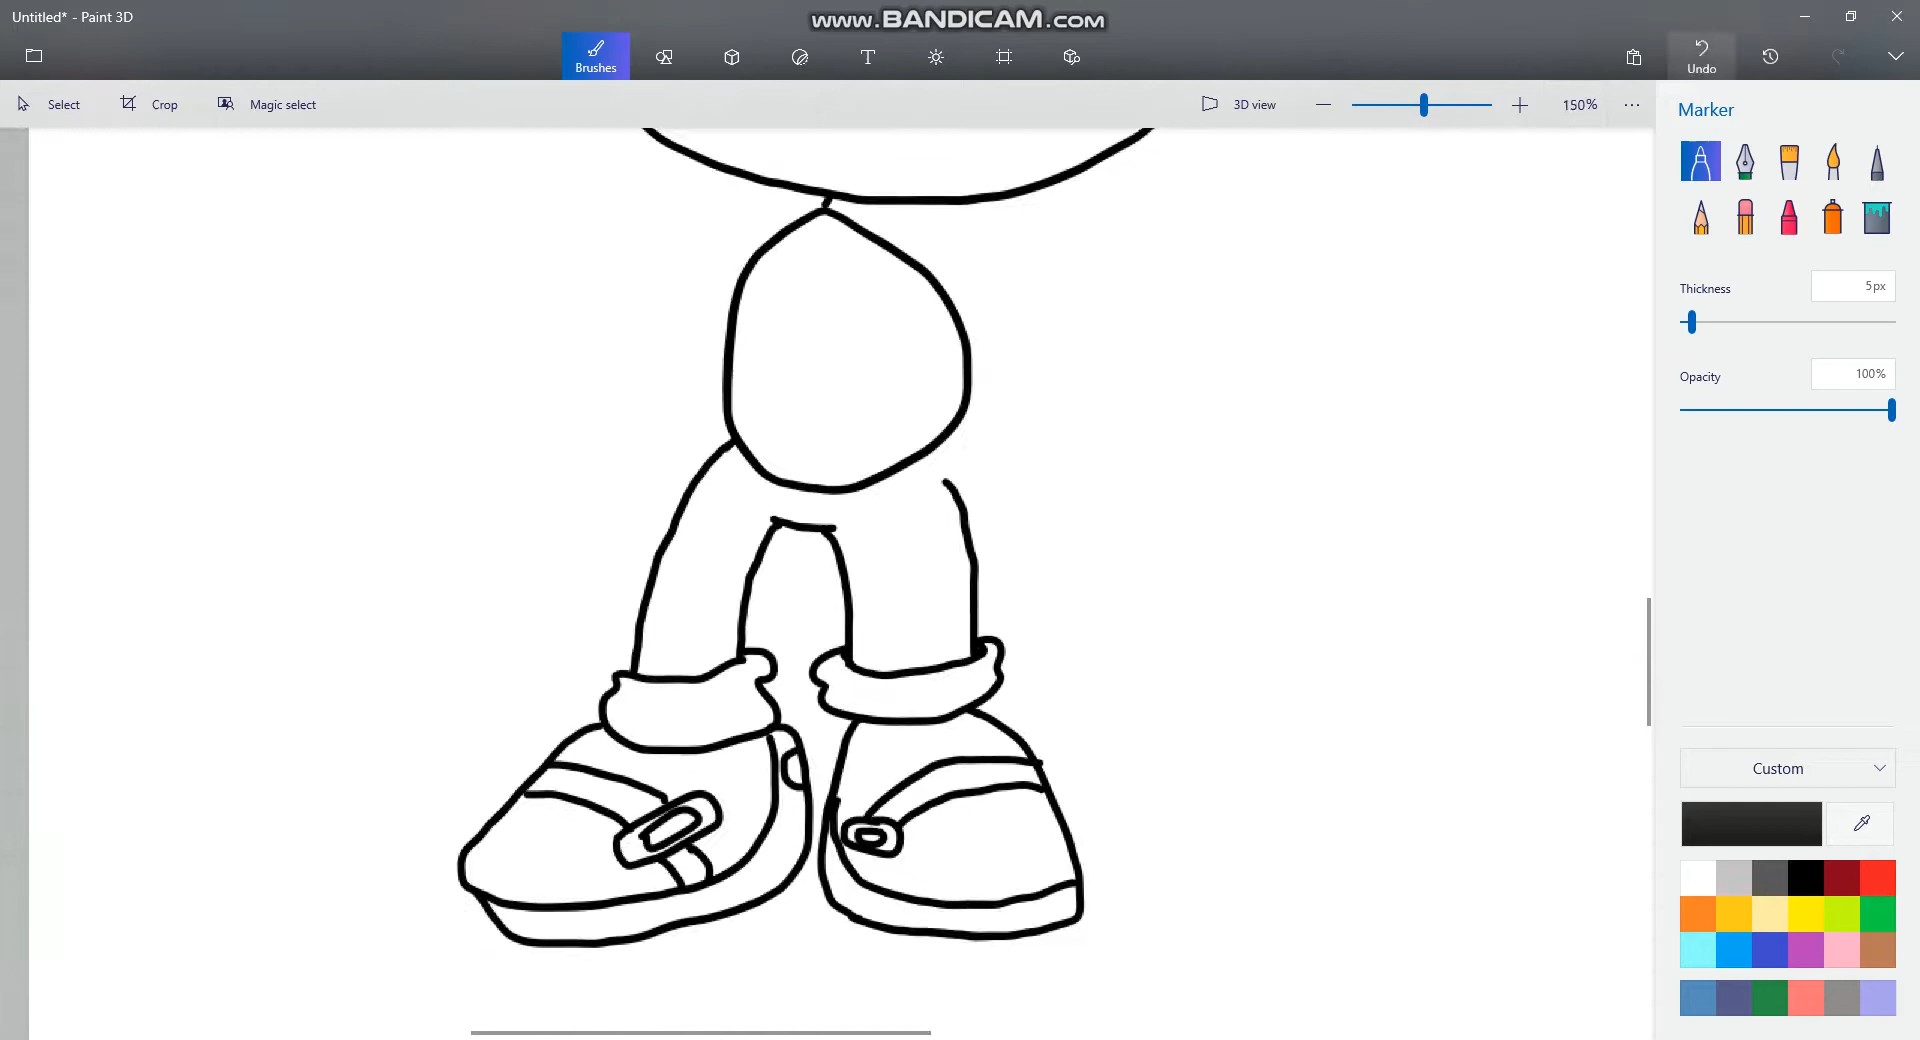 Untitled* - Paint 3D
www.BANDICAM.com
Brushes
Undo
Select
Crop
Magic select
3D view
150%
Marker
Thickness
5px
Opacity
100%
Custom